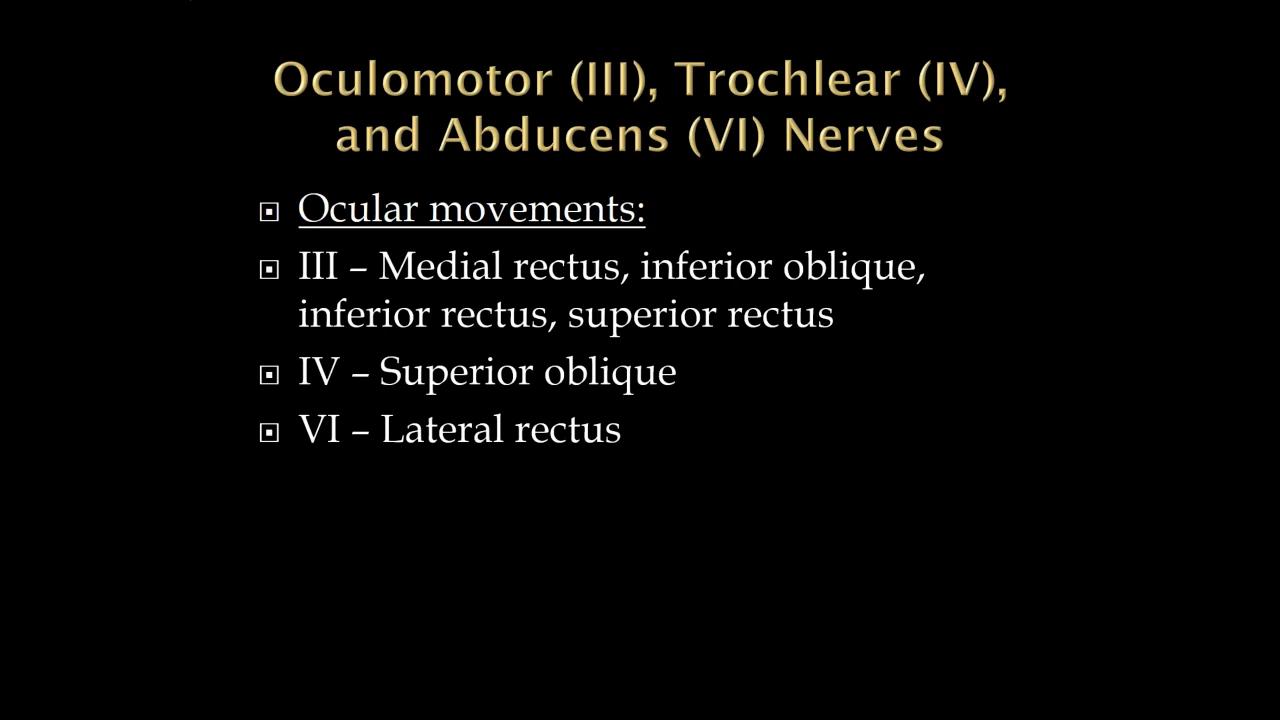 Oculomotor (III), Trochlear (IV),
and Abducens (VI) Nerves
Ocular movements:
III – Medial rectus, inferior oblique,
inferior rectus, superior rectus
IV – Superior oblique
VI – Lateral rectus